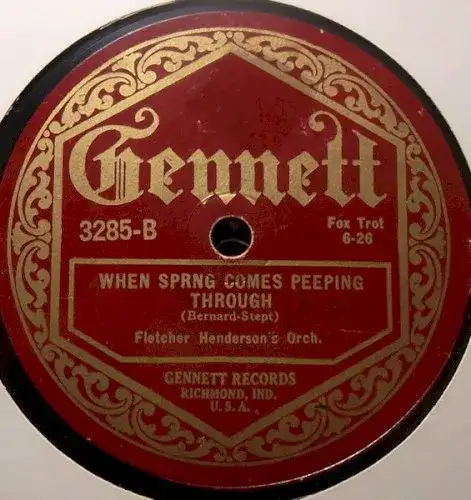 Gennett
3285-B
Fox Trot
6-26
WHEN SPRNG COMES PEEPING
THROUGH
(Bernard-Stept)
Fletcher Henderson's Orch.
GENNETT RECORDS
RICHMOND, IND.
U. S. A.